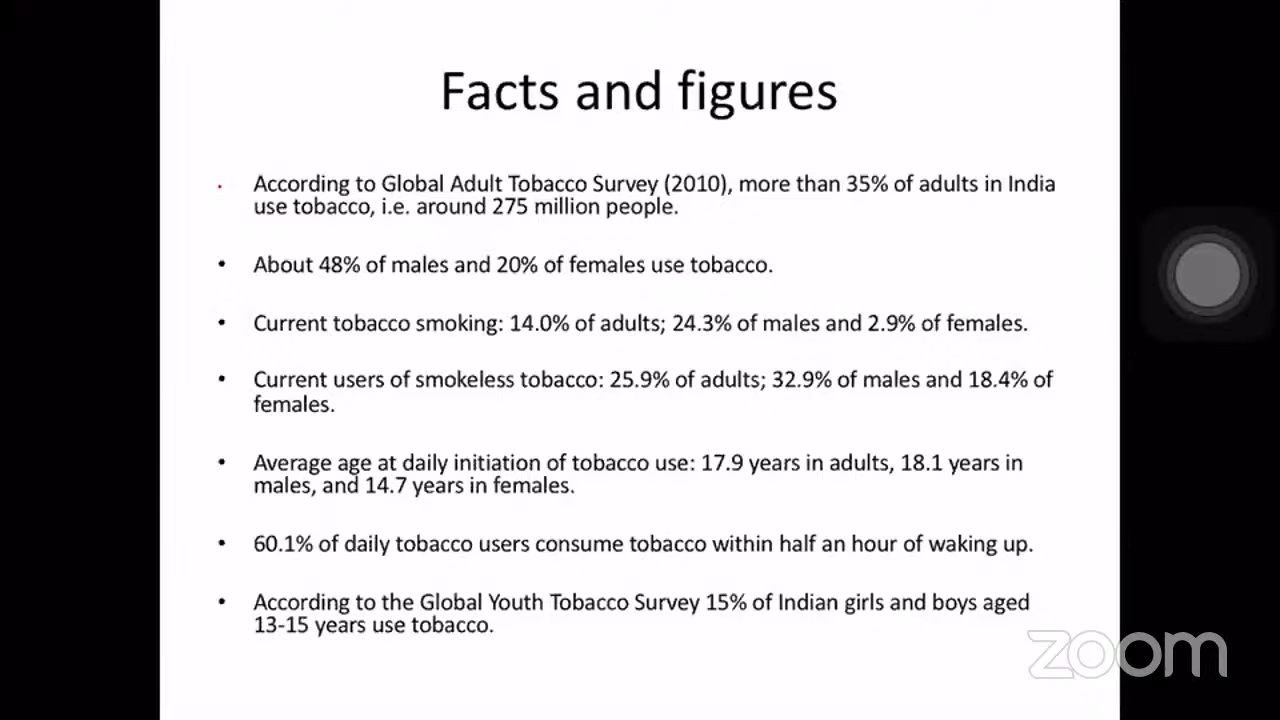 Facts and figures
• According to Global Adult Tobacco Survey (2010), more than 35% of adults in India
use tobacco, i.e. around 275 million people.
• About 48% of males and 20% of females use tobacco.
• Current tobacco smoking: 14.0% of adults; 24.3% of males and 2.9% of females.
• Current users of smokeless tobacco: 25.9% of adults; 32.9% of males and 18.4% of
females.
• Average age at daily initiation of tobacco use: 17.9 years in adults, 18.1 years in
males, and 14.7 years in females.
• 60.1% of daily tobacco users consume tobacco within half an hour of waking up.
• According to the Global Youth Tobacco Survey 15% of Indian girls and boys aged
13-15 years use tobacco.
zoom